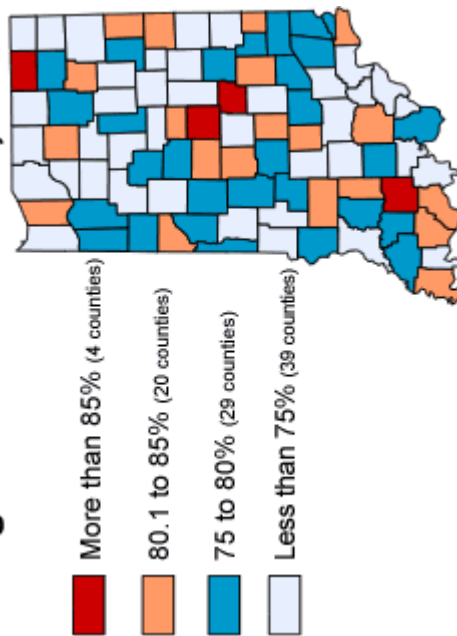 More than 85% (4 counties)
80.1 to 85% (20 counties)
75 to 80% (29 counties)
Less than 75% (39 counties)